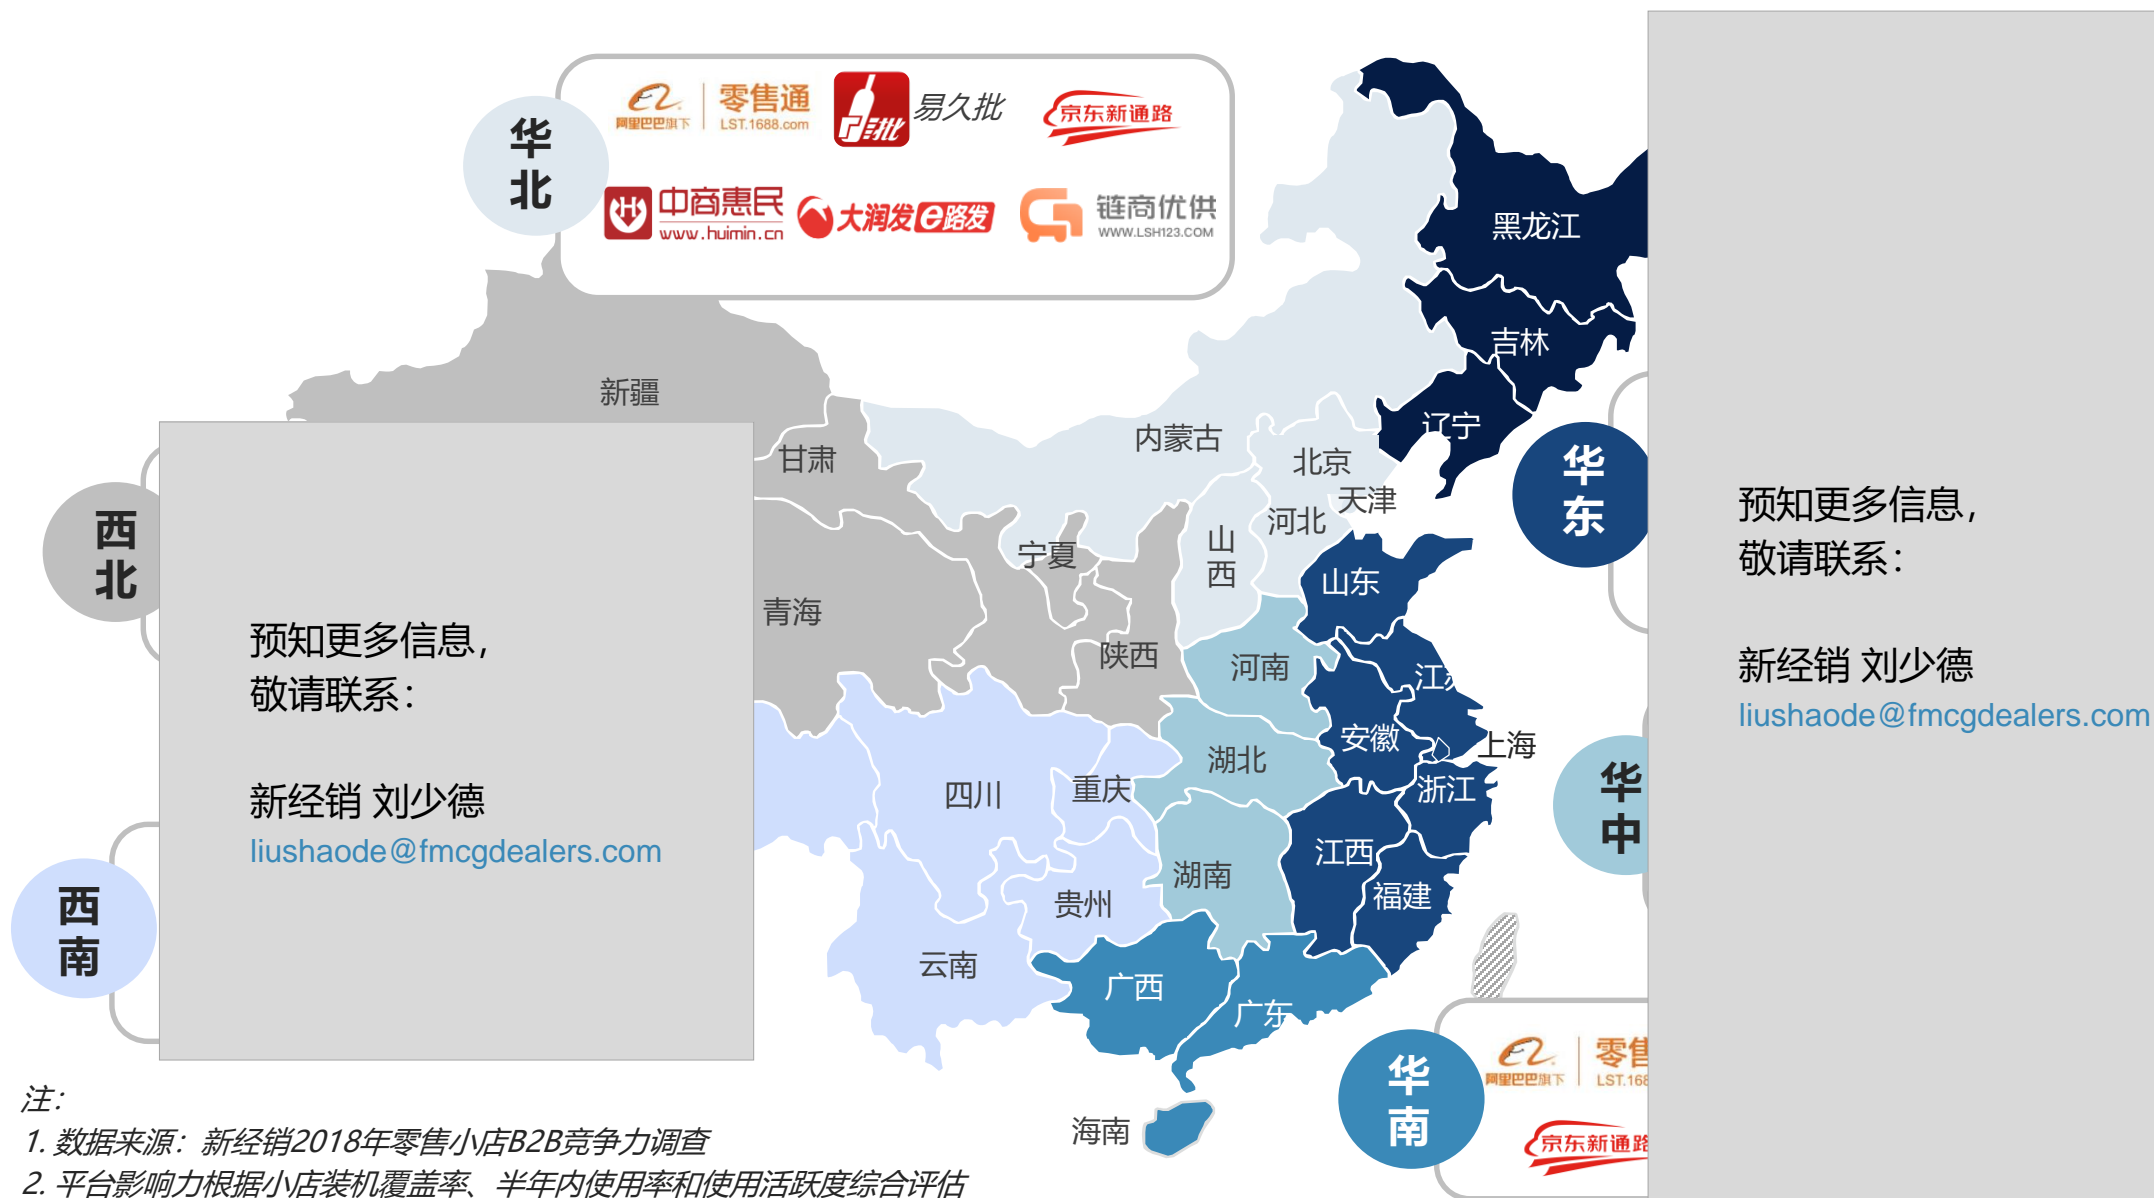 华北
阿里巴巴旗下 零售通 LST.1688.com
易久批
京东新通路
中商惠民 www.huimin.cn
大润发e路发
链商优供 WWW.LSH123.COM
黑龙江
吉林
辽宁
新疆
内蒙古
甘肃
北京
天津
河北
山西
宁夏
青海
陕西
山东
河南
安徽
上海
湖北
浙江
四川
重庆
江西
湖南
福建
贵州
云南
广西
广东
海南
西北
西南
预知更多信息,
敬请联系:
新经销 刘少德
liushaode@fmcgdealers.com
华东
华中
预知更多信息,
敬请联系:
新经销 刘少德
liushaode@fmcgdealers.com
华南
阿里巴巴旗下 零售
LST.168
京东新通路
注:
1. 数据来源:新经销2018年零售小店B2B竞争力调查
2. 平台影响力根据小店装机覆盖率、半年内使用率和使用活跃度综合评估